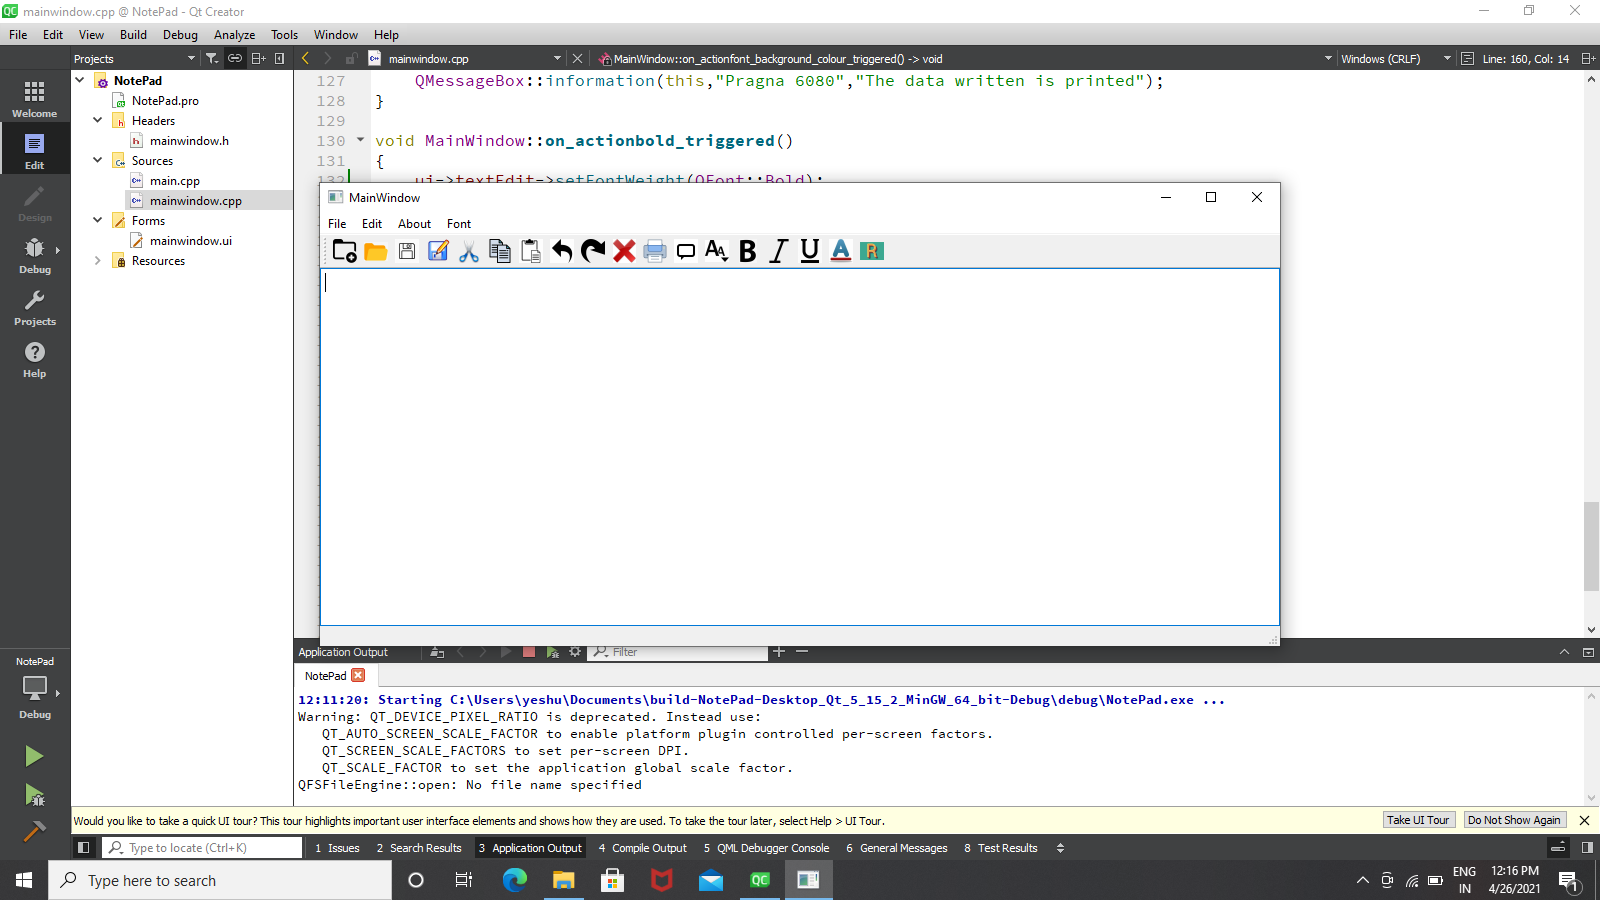 mainwindow.cpp @ NotePad - Qt Creator
File Edit View Build Debug Analyze Tools Window Help
Projects
mainwindow.cpp
MainWindow::on_actionfont_background_colour_triggered() -> void
Windows (CRLF)
Line: 160, Col: 14
Welcome
Edit
Design
Debug
Projects
Help
NotePad
NotePad.pro
Headers
mainwindow.h
Sources
main.cpp
mainwindow.cpp
Forms
mainwindow.ui
Resources
127 QMessageBox::information(this,"Pragna 6080","The data written is printed");
128 }
129
130 void MainWindow::on_actionbold_triggered()
131 {
132 ui->textEdit->setFontWeight(QFont::Bold);
MainWindow
File Edit About Font
NotePad
Debug
Application Output
Filter
NotePad
12:11:20: Starting C:\Users\yeshu\Documents\build-NotePad-Desktop_Qt_5_15_2_MinGW_64_bit-Debug\debug\NotePad.exe ...
Warning: QT_DEVICE_PIXEL_RATIO is deprecated. Instead use:
QT_AUTO_SCREEN_SCALE_FACTOR to enable platform plugin controlled per-screen factors.
QT_SCREEN_SCALE_FACTORS to set per-screen DPI.
QT_SCALE_FACTOR to set the application global scale factor.
QFSFileEngine::open: No file name specified
Would you like to take a quick UI tour? This tour highlights important user interface elements and shows how they are used. To take the tour later, select Help > UI Tour.
Take UI Tour
Do Not Show Again
Type to locate (Ctrl+K)
1 Issues 2 Search Results 3 Application Output 4 Compile Output 5 QML Debugger Console 6 General Messages 8 Test Results
Type here to search
ENG
IN
12:16 PM
4/26/2021
1